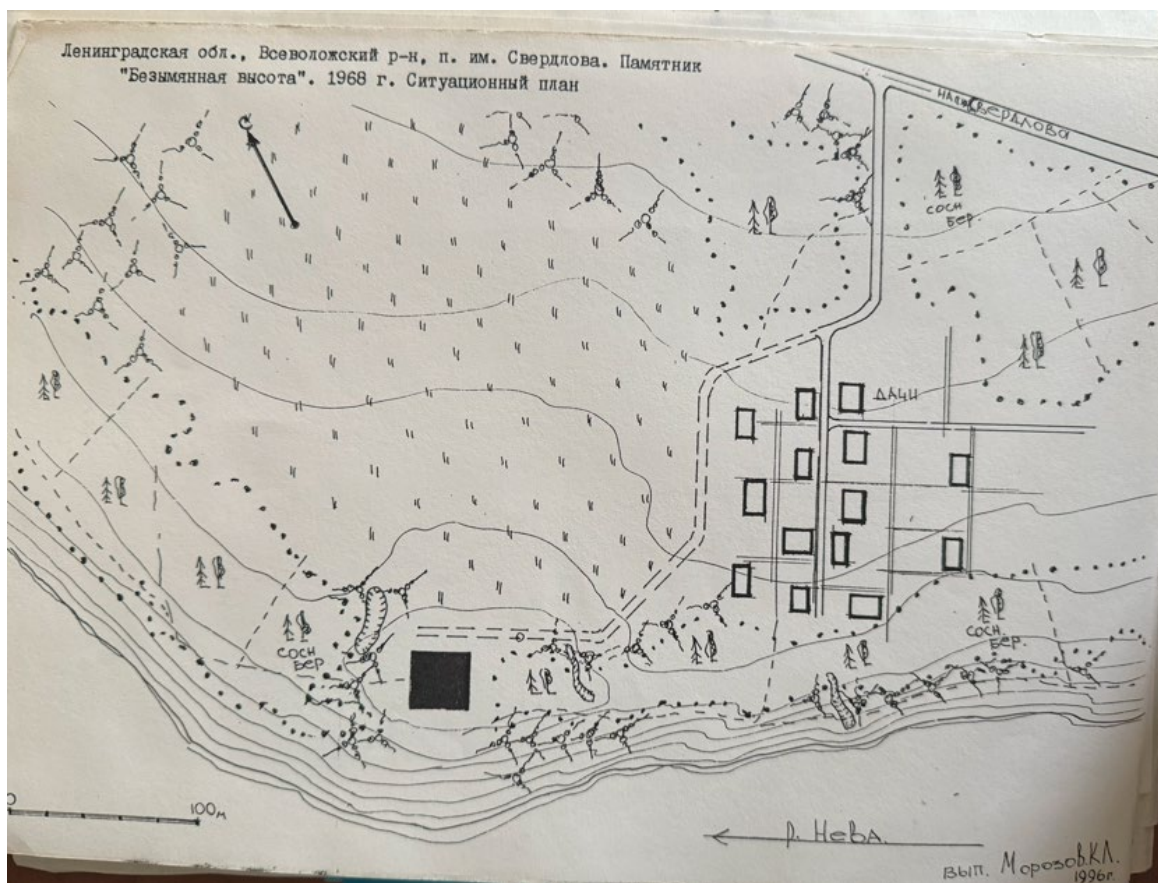 Ленинградская обл., Всеволожский р-н, п. им. Свердлова. Памятник
"Безымянная высота". 1968 г. Ситуационный план
С
НА п. СВЕРДЛОВА
СОСН
БЕР.
ДАЧИ
СОСН
БЕР.
СОСН.
БЕР.
0
100м
р. Нева.
вып. Морозов.К.Л.
1996г.